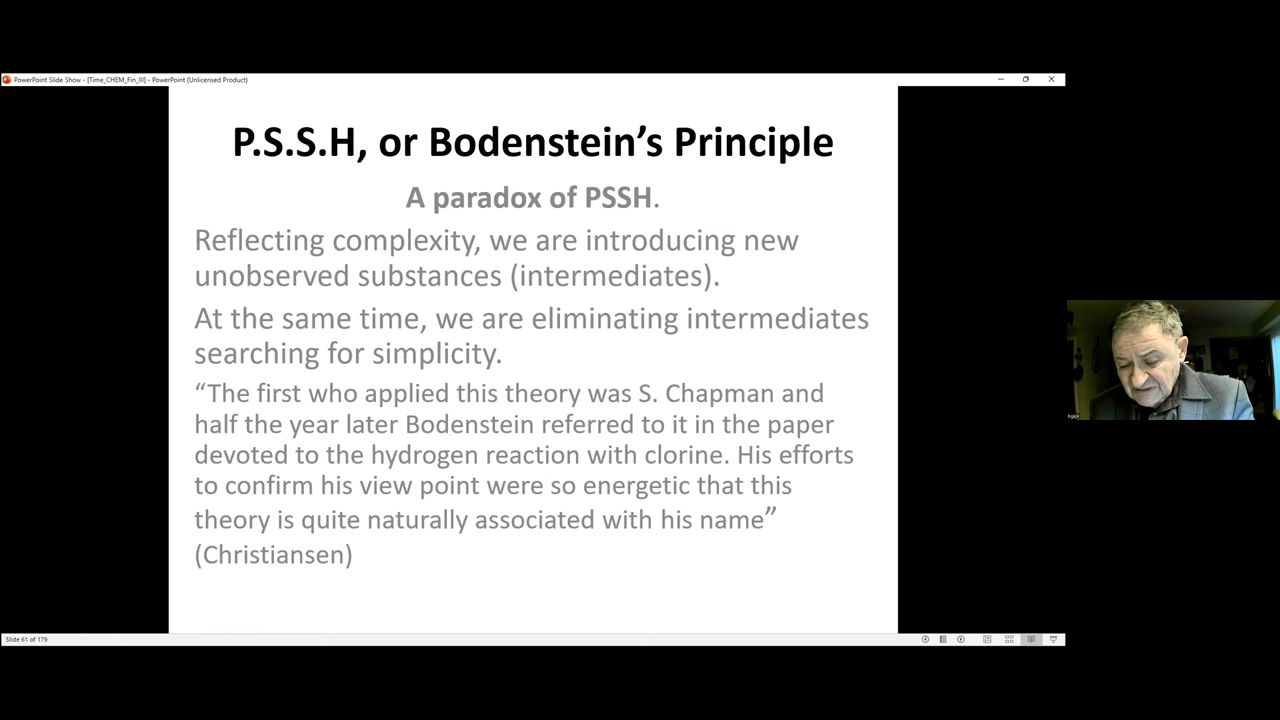 PowerPoint Slide Show - [Time_CHEM_Fin_III] - PowerPoint (Unlicensed Product)
P.S.S.H, or Bodenstein’s Principle
A paradox of PSSH.
Reflecting complexity, we are introducing new
unobserved substances (intermediates).
At the same time, we are eliminating intermediates
searching for simplicity.
“The first who applied this theory was S. Chapman and
half the year later Bodenstein referred to it in the paper
devoted to the hydrogen reaction with clorine. His efforts
to confirm his view point were so energetic that this
theory is quite naturally associated with his name”
(Christiansen)
Slide 61 of 179